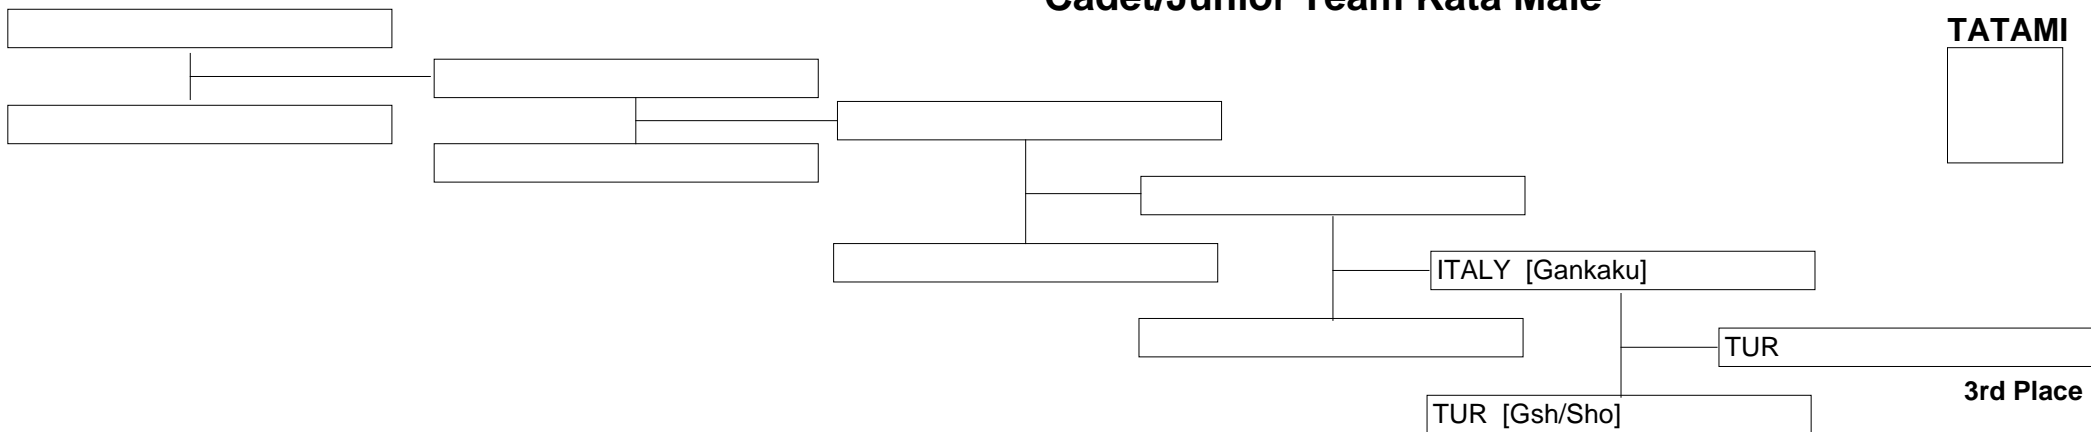 Cadet/Junior Team Kata Male
TATAMI
ITALY [Gankaku]
TUR
3rd Place
TUR [Gsh/Sho]